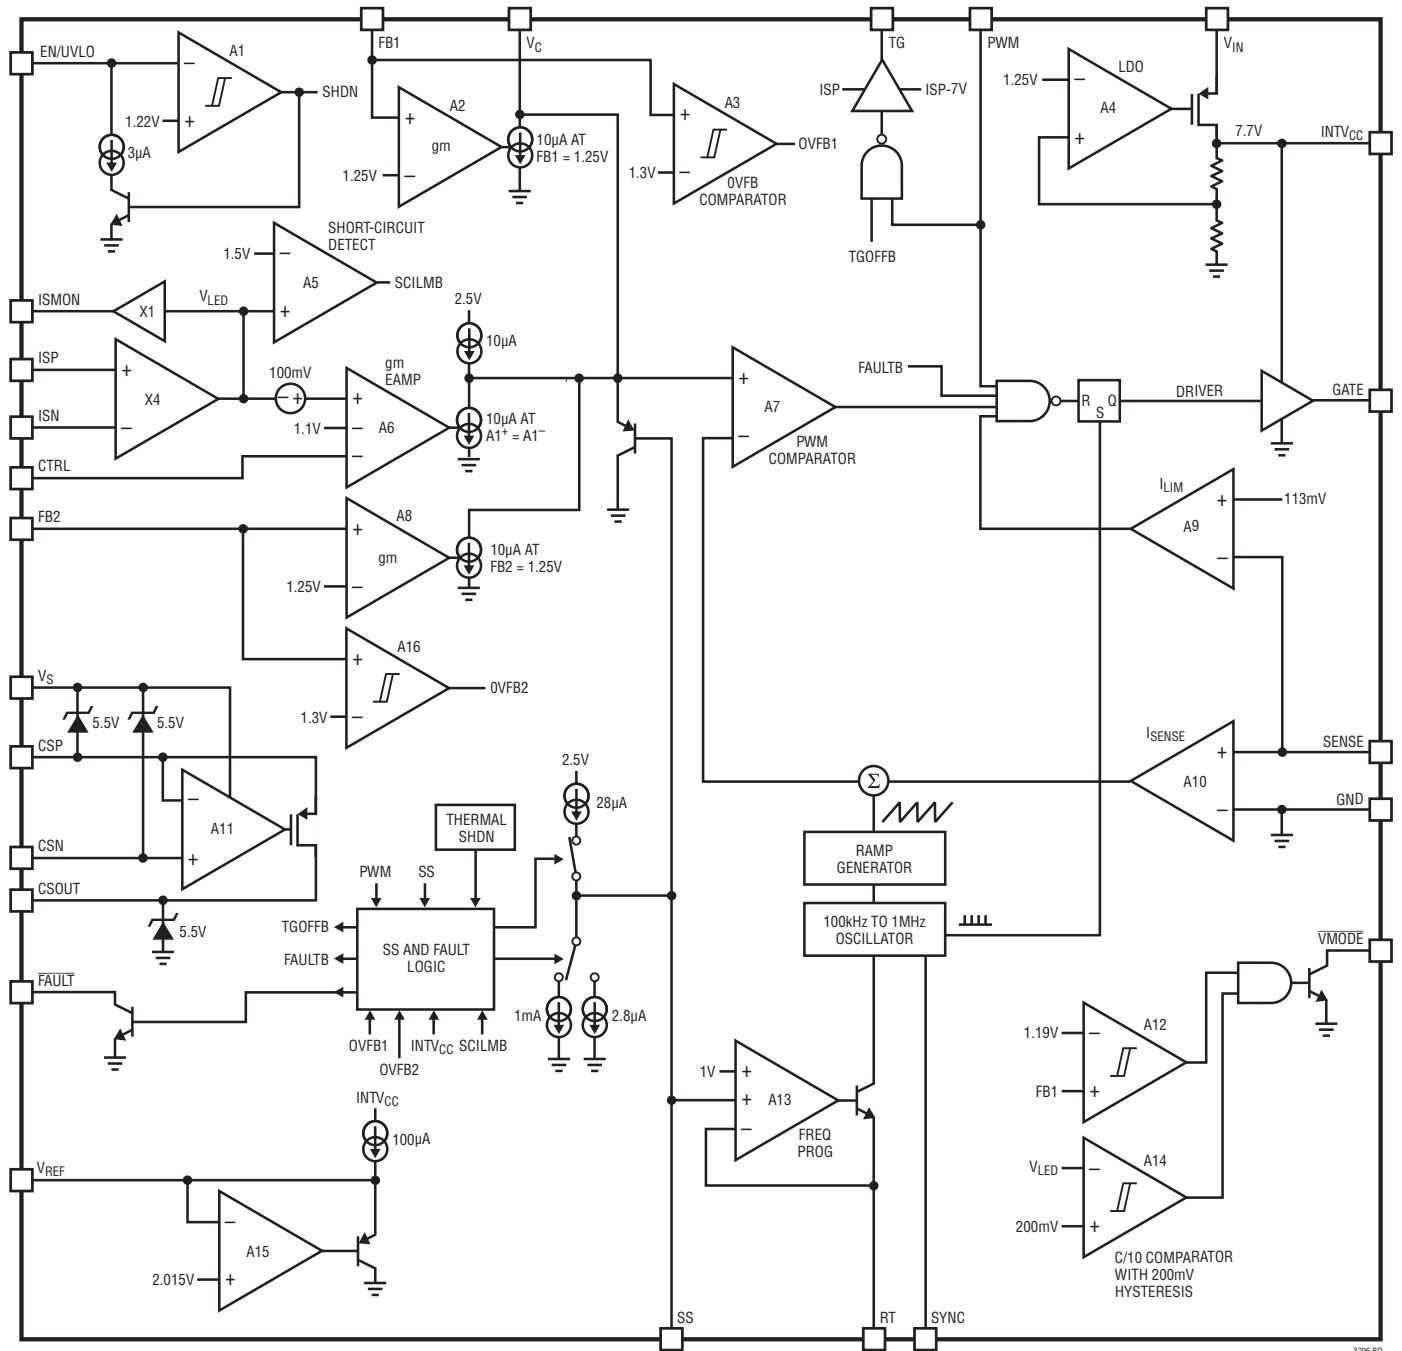 FB1
VC
TG
PWM
VIN
EN/UVLO
A1
−
+
1.22V
SHDN
3µA
A2
+
gm
−
1.25V
10µA AT
FB1 = 1.25V
A3
+
−
1.3V
OVFB1
OVFB
COMPARATOR
ISP
ISP-7V
TGOFFB
LDO
1.25V
−
A4
+
7.7V
INTVCC
SHORT-CIRCUIT
DETECT
1.5V
−
A5
+
SCILMB
ISMON
X1
VLED
ISP
+
X4
ISN
−
100mV
− +
gm
EAMP
+
1.1V
−
A6
−
CTRL
2.5V
10µA
10µA AT
A1+ = A1−
+
A7
−
PWM
COMPARATOR
FAULTB
R
Q
S
DRIVER
GATE
FB2
A8
+
gm
1.25V
−
10µA AT
FB2 = 1.25V
ILIM
+
113mV
A9
−
A16
+
1.3V
−
OVFB2
VS
5.5V
5.5V
CSP
−
A11
CSN
+
CSOUT
5.5V
ISENSE
+
SENSE
A10
−
GND
Σ
2.5V
28µA
THERMAL
SHDN
RAMP
GENERATOR
PWM
SS
100kHz TO 1MHz
OSCILLATOR
TGOFFB
SS AND FAULT
LOGIC
FAULTB
FAULT
1mA
2.8µA
OVFB1
INTVCC
SCILMB
OVFB2
VMODE
A12
1.19V
−
FB1
+
1V
+
+
A13
−
FREQ
PROG
INTVCC
100µA
VREF
−
A15
2.015V
+
A14
VLED
−
200mV
+
C/10 COMPARATOR
WITH 200mV
HYSTERESIS
SS
RT
SYNC
3796 BD